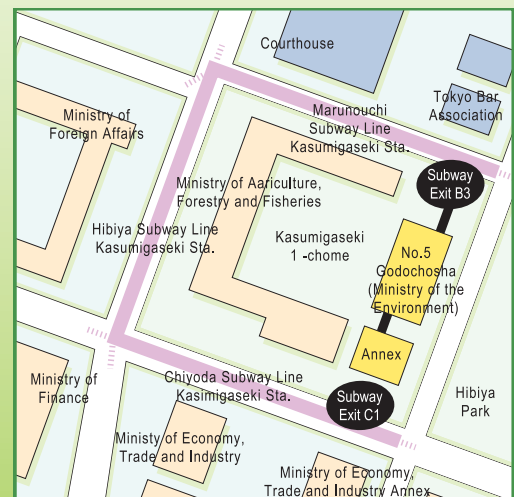 Courthouse
Tokyo Bar
Association
Ministry of
Foreign Affairs
Marunouchi
Subway Line
Kasumigaseki Sta.
Subway
Exit B3
Ministry of Aariculture,
Forestry and Fisheries
Hibiya Subway Line
Kasumigaseki Sta.
Kasumigaseki
1 -chome
No.5
Godochosha
(Ministry of the
Environment)
Annex
Ministry of
Finance
Chiyoda Subway Line
Kasimigaseki Sta.
Subway
Exit C1
Hibiya
Park
Ministy of Economy,
Trade and Industry
Ministry of Economy,
Trade and Industry Annex